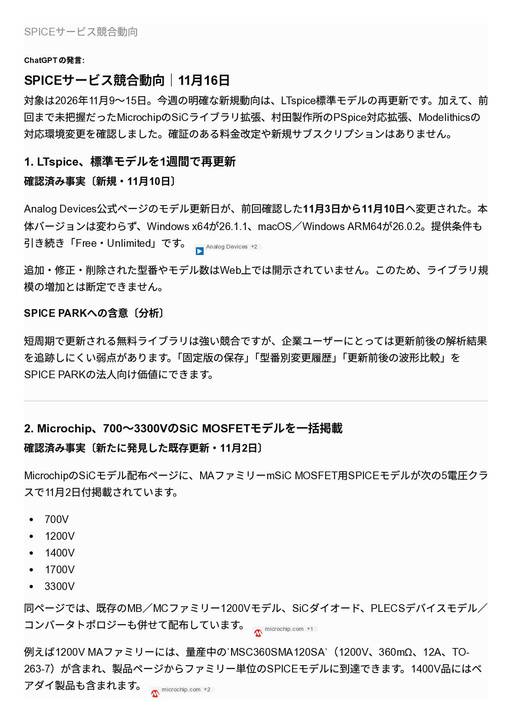 SPICEサービス競合動向
ChatGPT の発言:
SPICEサービス競合動向｜11月16日
対象は2026年11月9〜15日。今週の明確な新規動向は、LTspice標準モデルの再更新です。加えて、前
回まで未把握だったMicrochipのSiCライブラリ拡張、村田製作所のPSpice対応拡張、Modelithicsの
対応環境変更を確認しました。確証のある料金改定や新規サブスクリプションはありません。
1. LTspice、標準モデルを1週間で再更新
確認済み事実〔新規・11月10日〕
Analog Devices公式ページのモデル更新日が、前回確認した11月3日から11月10日へ変更された。本
体バージョンは変わらず、Windows x64が26.1.1、macOS／Windows ARM64が26.0.2。提供条件も
引き続き「Free・Unlimited」です。 Analog Devices +2
追加・修正・削除された型番やモデル数はWeb上では開示されていません。このため、ライブラリ規
模の増加とは断定できません。
SPICE PARKへの含意〔分析〕
短周期で更新される無料ライブラリは強い競合ですが、企業ユーザーにとっては更新前後の解析結果
を追跡しにくい弱点があります。「固定版の保存」「型番別変更履歴」「更新前後の波形比較」を
SPICE PARKの法人向け価値にできます。
2. Microchip、700〜3300VのSiC MOSFETモデルを一括掲載
確認済み事実〔新たに発見した既存更新・11月2日〕
MicrochipのSiCモデル配布ページに、MAファミリーmSiC MOSFET用SPICEモデルが次の5電圧クラ
スで11月2日付掲載されています。
• 700V
• 1200V
• 1400V
• 1700V
• 3300V
同ページでは、既存のMB／MCファミリー1200Vモデル、SiCダイオード、PLECSデバイスモデル／
コンバータトポロジーも併せて配布しています。 microchip.com +1
例えば1200V MAファミリーには、量産中の`MSC360SMA120SA`（1200V、360mΩ、12A、TO-
263-7）が含まれ、製品ページからファミリー単位のSPICEモデルに到達できます。1400V品にはベ
アダイ製品も含まれます。 microchip.com +2